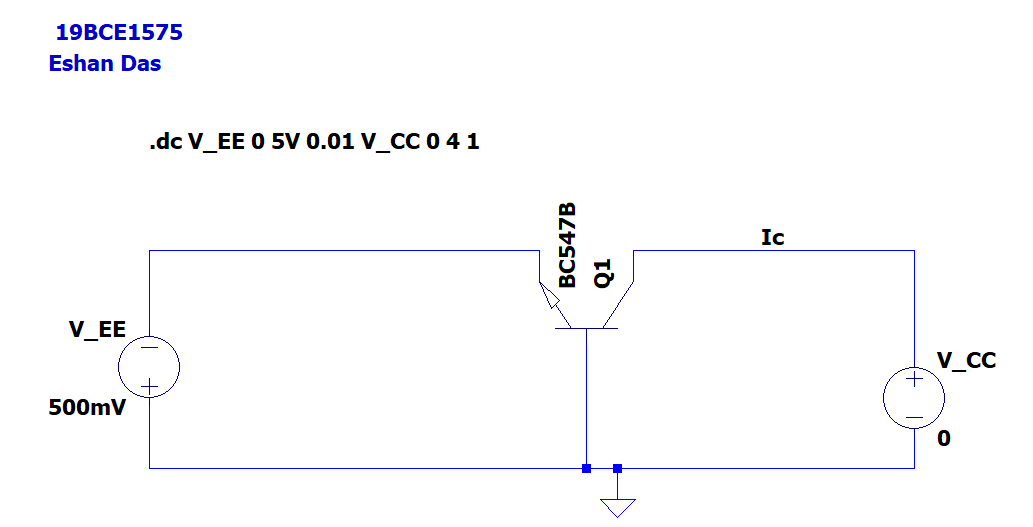 19BCE1575
Eshan Das
.dc V_EE 0 5V 0.01 V_CC 0 4 1
BC547B
Q1
Ic
V_EE
500mV
V_CC
0